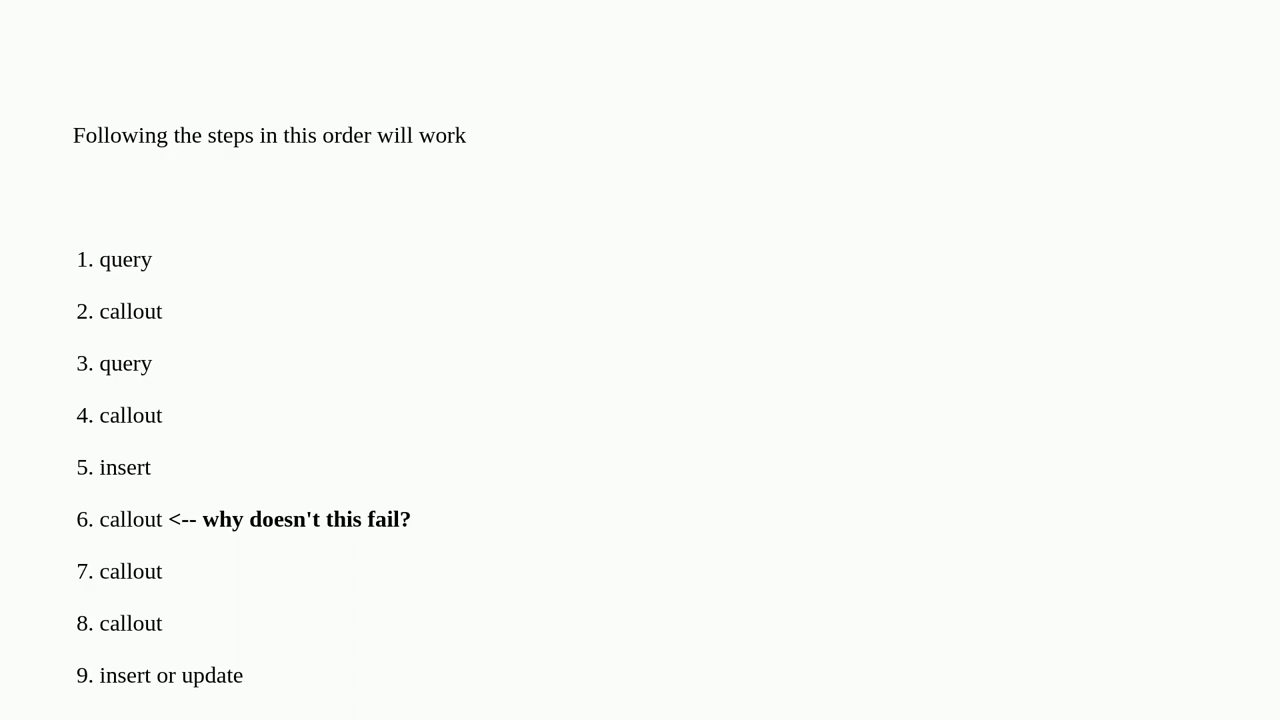 Following the steps in this order will work
1. query
2. callout
3. query
4. callout
5. insert
6. callout <-- why doesn't this fail?
7. callout
8. callout
9. insert or update